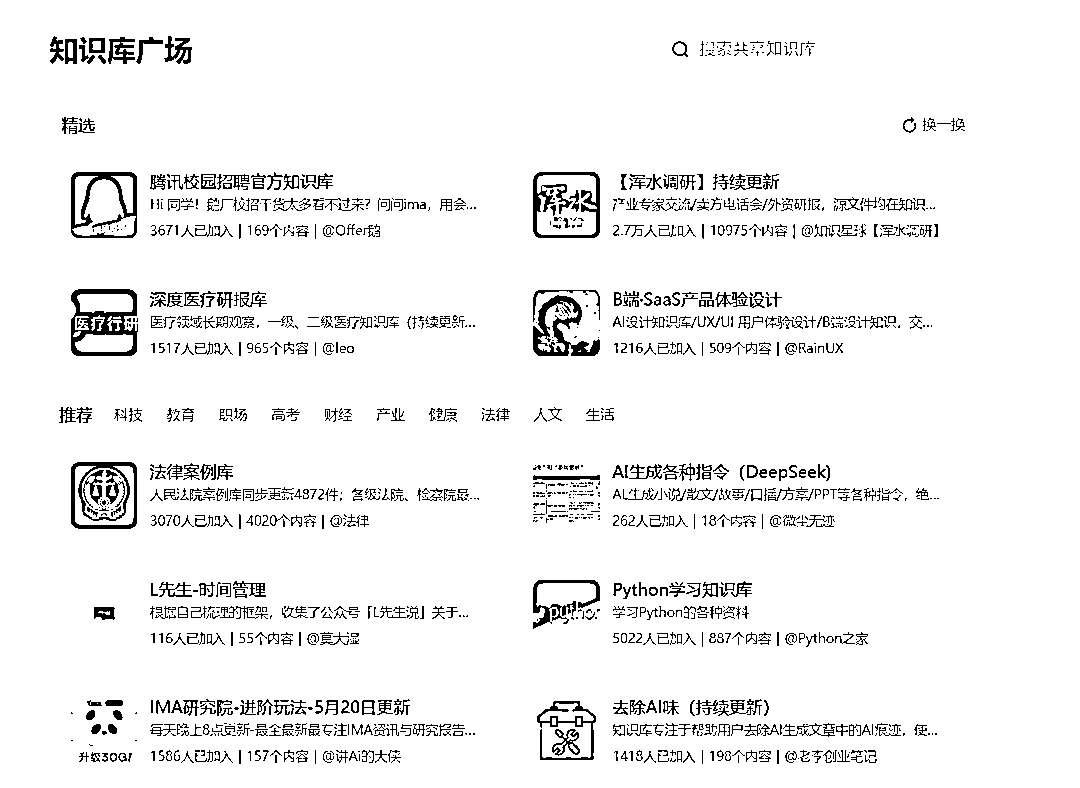 知识库广场
搜索共享知识库
精选
换一换
腾讯校园招聘官方知识库
Hi 同学！鹅厂校招干货太多看不过来？问问ima，用会...
3671人已加入 | 169个内容 | @Offer鹅
【浑水调研】持续更新
产业专家交流/卖方电话会/外资研报，源文件均在知识...
2.7万人已加入 | 10975个内容 | @知识星球【浑水调研】
浑水
医疗行研
深度医疗研报库
医疗领域长期观察，一级、二级医疗知识库（持续更新...
1517人已加入 | 965个内容 | @leo
B端·SaaS产品体验设计
AI设计知识库/UX/UI 用户体验设计/B端设计知识，交...
1216人已加入 | 509个内容 | @RainUX
推荐 科技 教育 职场 高考 财经 产业 健康 法律 人文 生活
法律案例库
人民法院案例库同步更新4872件；各级法院、检察院最...
3070人已加入 | 4020个内容 | @法律
AI生成各种指令（DeepSeek)
AI生成小说/散文/故事/口播/方案/PPT等各种指令，绝...
262人已加入 | 18个内容 | @微尘无迹
L先生-时间管理
根据自己梳理的框架，收集了公众号「L先生说」关于...
116人已加入 | 55个内容 | @莫大湿
python
Python学习知识库
学习Python的各种资料
5022人已加入 | 887个内容 | @Python之家
升级30G!
IMA研究院·进阶玩法·5月20日更新
每天晚上8点更新-最全最新最专注IMA资讯与研究报告...
1586人已加入 | 157个内容 | @讲Ai的大侠
去除AI味（持续更新）
知识库专注于帮助用户去除AI生成文章中的AI痕迹，使...
1418人已加入 | 198个内容 | @老李创业笔记